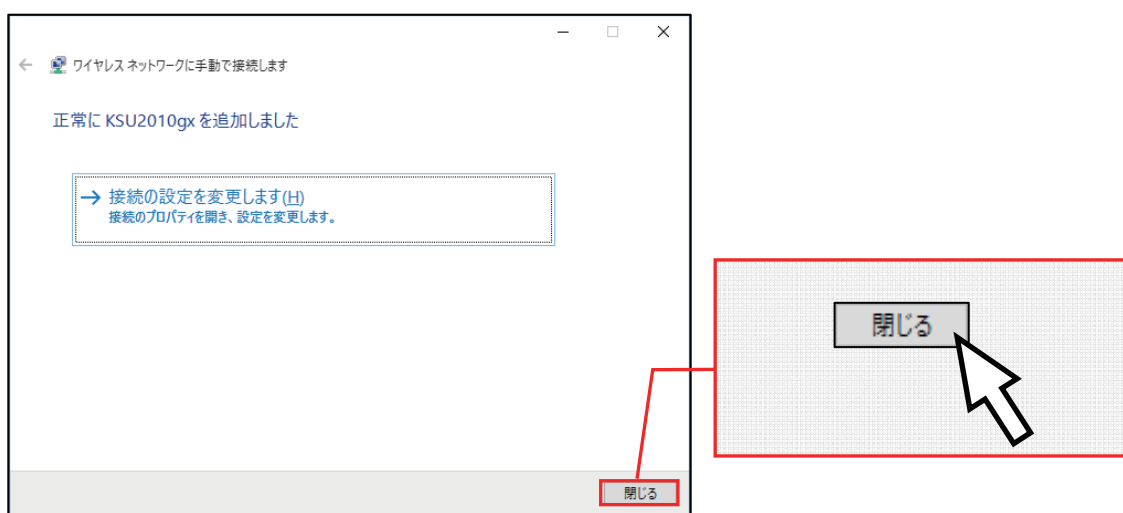 ワイヤレス ネットワークに手動で接続します
正常に KSU2010gx を追加しました
→ 接続の設定を変更します(H)
接続のプロパティを開き、設定を変更します。
閉じる
閉じる